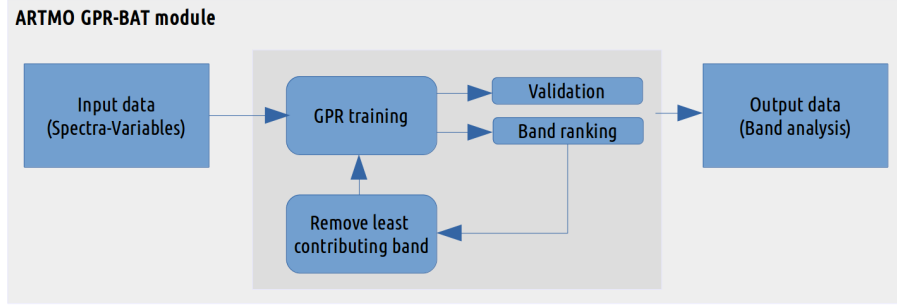 ARTMO GPR-BAT module
Input data
(Spectra-Variables)
GPR training
Validation
Band ranking
Remove least
contributing band
Output data
(Band analysis)